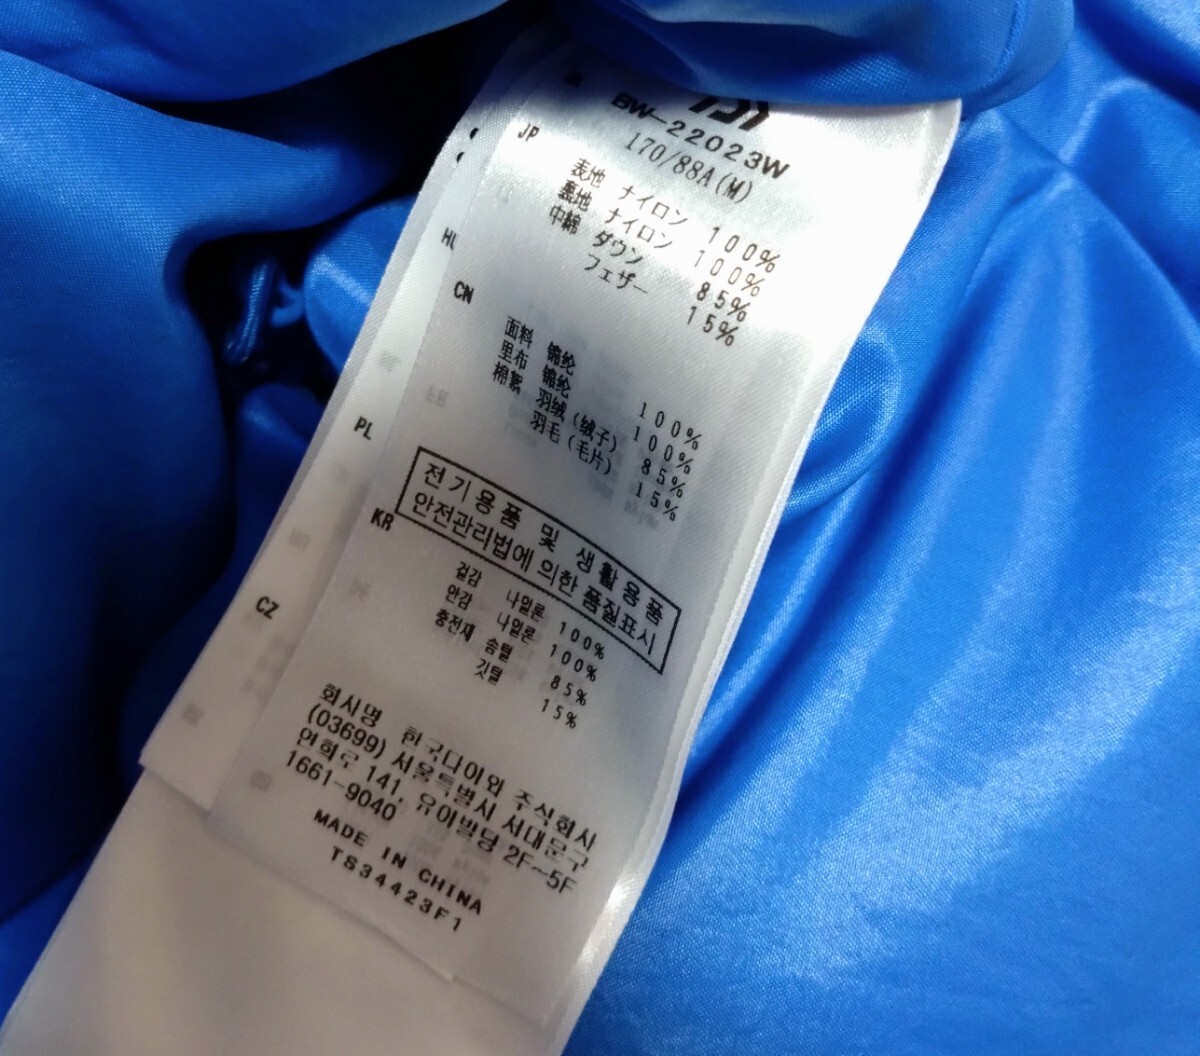 BW-22023W
170/88A(M)
JP
表地 ナイロン 100%
裏地 ナイロン 100%
中綿 ダウン 85%
フェザー 15%
HU
CN
面料 锦纶 100%
里布 锦纶 100%
棉絮 羽绒(绒子) 85%
羽毛(毛片) 15%
PL
KR
전기용품 및 생활용품
안전관리법에 의한 품질표시
겉감 나일론 100%
안감 나일론 100%
충전재 솜털 85%
깃털 15%
CZ
회사명 한국다이와 주식회사
(03699) 서울특별시 서대문구
연희로 141, 유아빌딩 2F~5F
1661-9040
MADE IN CHINA
TS34423F1